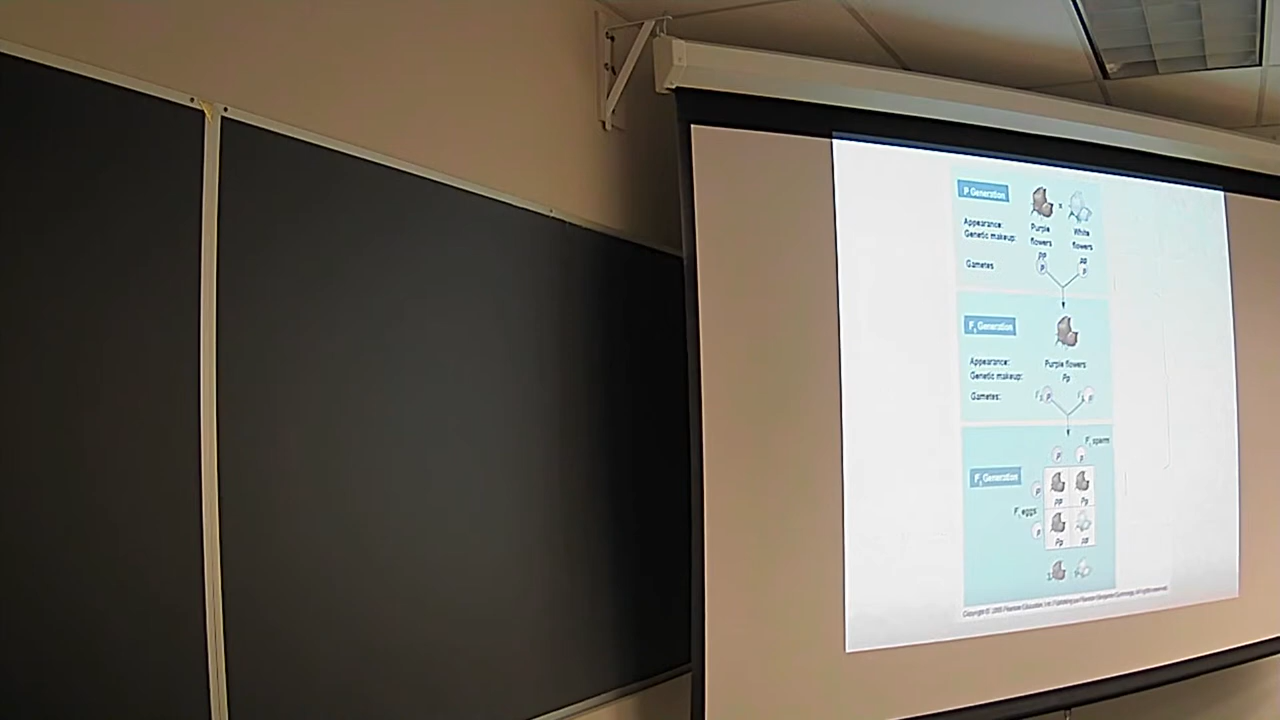 P Generation
Appearance:
Genetic makeup:
Purple flowers
PP
White flowers
pp
Gametes
P
p
F1 Generation
Appearance:
Genetic makeup:
Purple flowers
Pp
Gametes:
P
p
F1 sperm
P
p
F2 Generation
F1 eggs
P
PP
Pp
p
Pp
pp